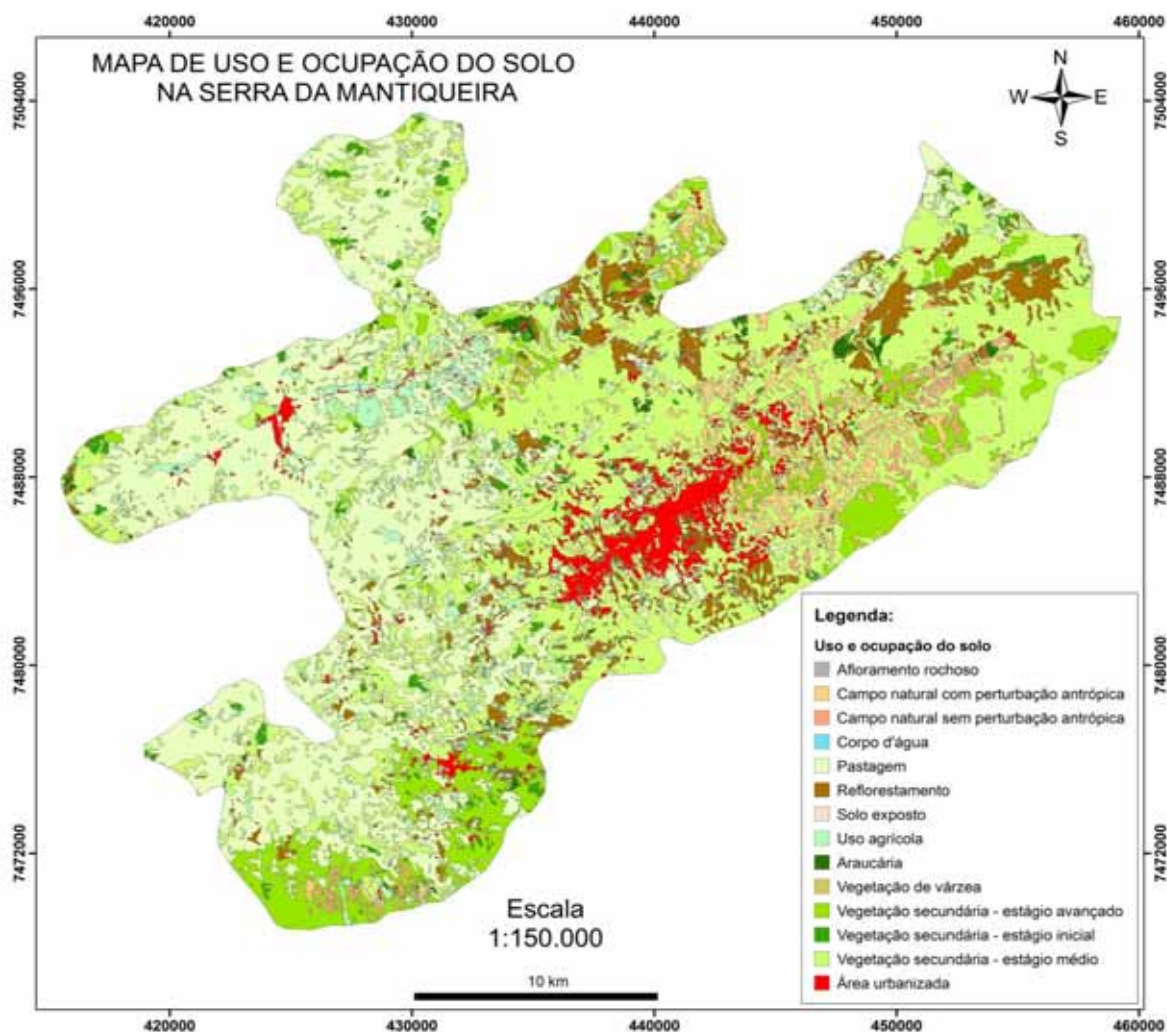 420000 430000 440000 450000 460000
MAPA DE USO E OCUPAÇÃO DO SOLO
NA SERRA DA MANTIQUEIRA
N
W E
S
7504000 7504000
7496000 7496000
7488000 7488000
7480000 7480000
7472000 7472000
Legenda:
Uso e ocupação do solo
Afloramento rochoso
Campo natural com perturbação antrópica
Campo natural sem perturbação antrópica
Corpo d'água
Pastagem
Reflorestamento
Solo exposto
Uso agrícola
Araucária
Vegetação de várzea
Vegetação secundária - estágio avançado
Vegetação secundária - estágio inicial
Vegetação secundária - estágio médio
Área urbanizada
Escala
1:150.000
10 km
420000 430000 440000 450000 460000